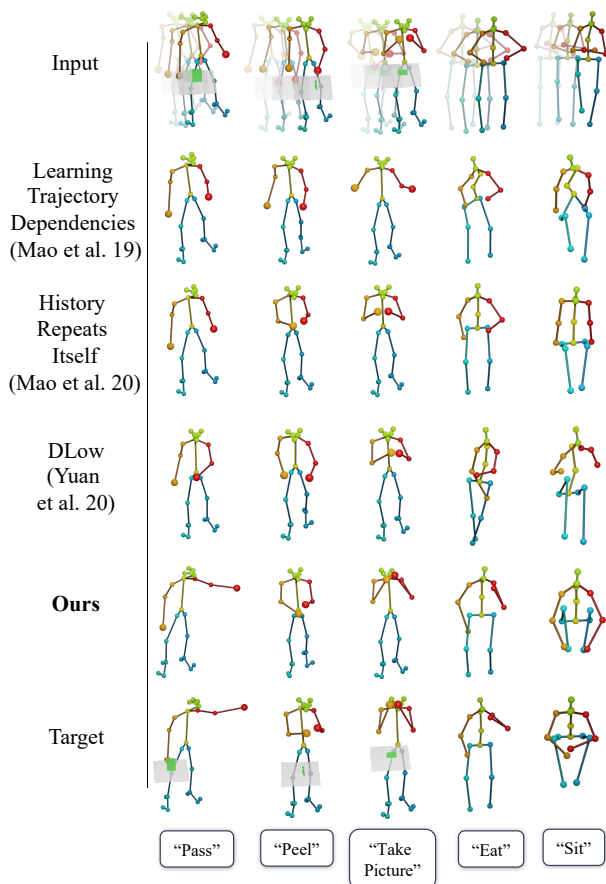 Input
Learning
Trajectory
Dependencies
(Mao et al. 19)
History
Repeats
Itself
(Mao et al. 20)
DLow
(Yuan
et al. 20)
Ours
Target
“Pass”
“Peel”
“Take
Picture”
“Eat”
“Sit”